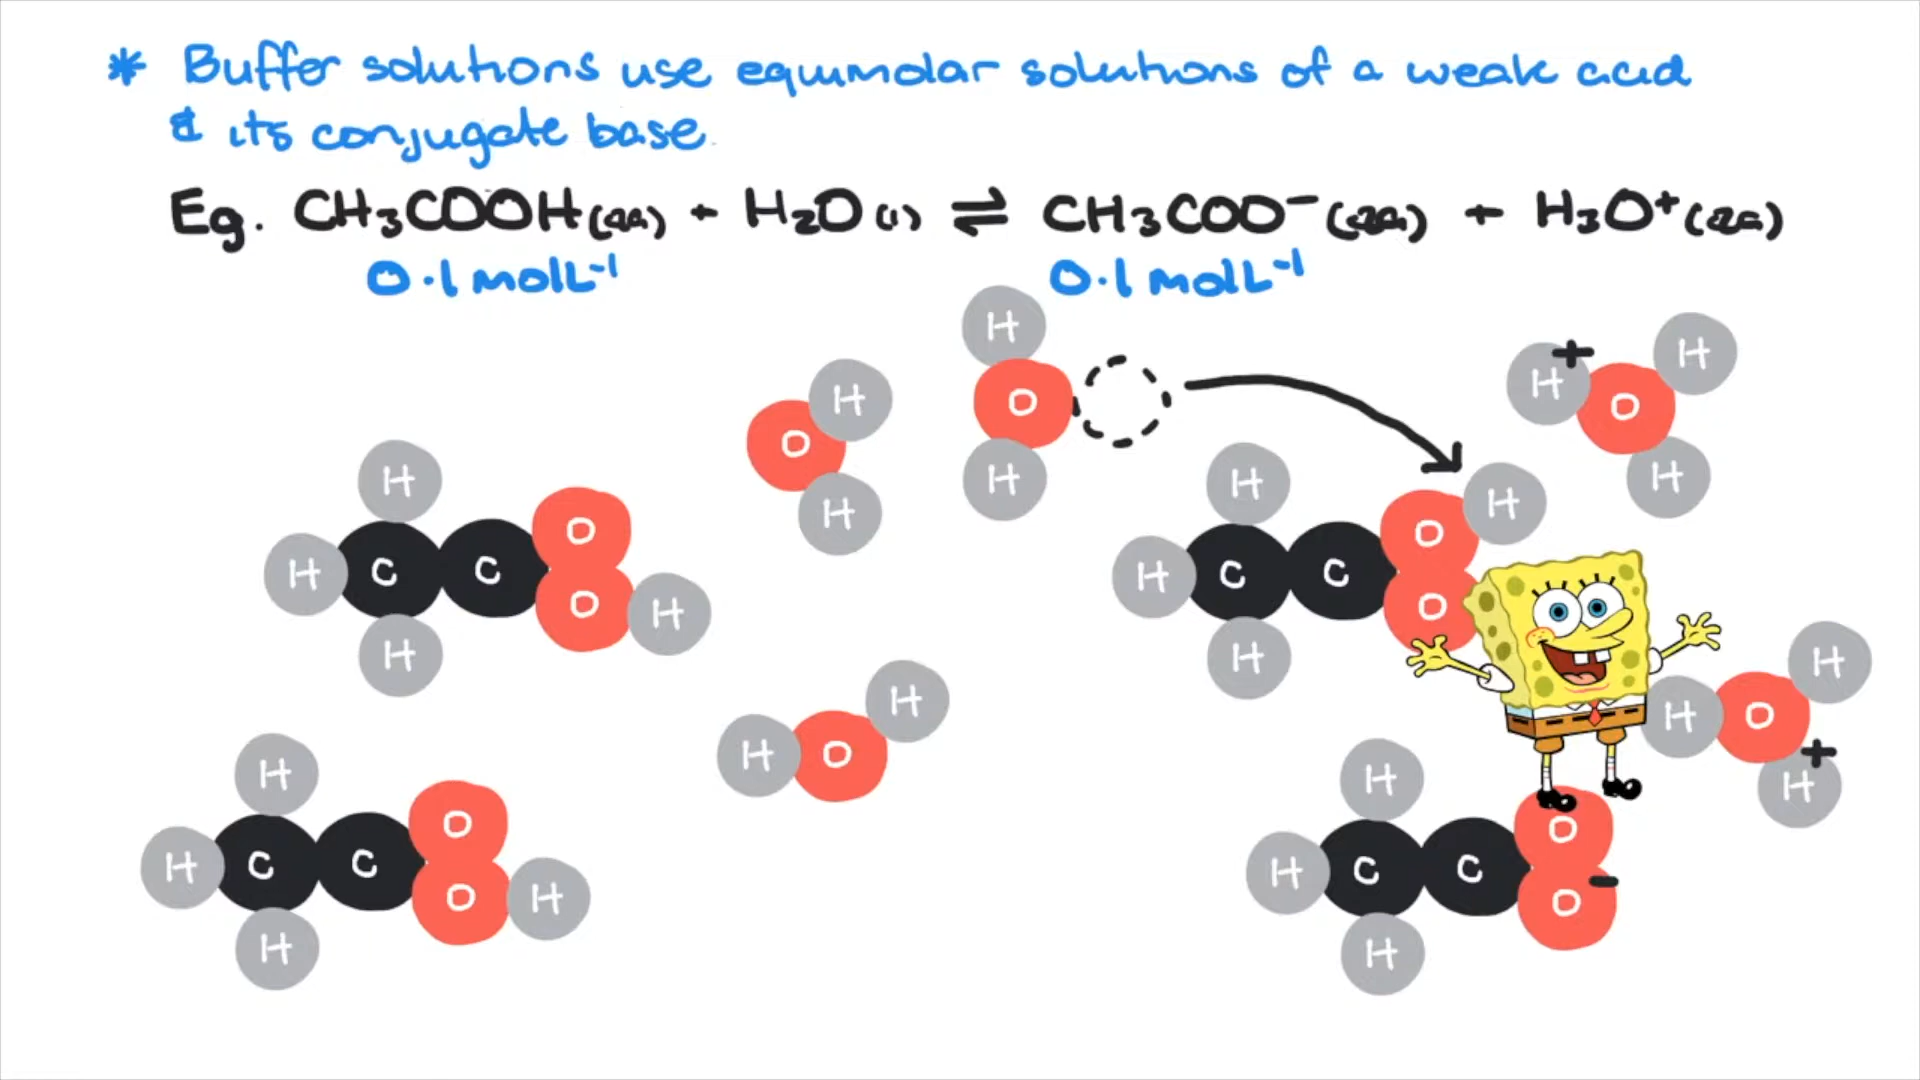 * Buffer solutions use equimolar solutions of a weak acid
& its conjugate base.
Eg. CH₃COOH(aq) + H₂O(l) ⇌ CH₃COO⁻(aq) + H₃O⁺(aq)
0.1 molL⁻¹ 0.1 molL⁻¹
H
H
O H
H
O
H
H
+
H O H
H
H
H C C O
O H
H
H
H C C O H
O
H
H O H
H O H
+
H
H
H C C O
O H
H
H
H C C O
O -
H